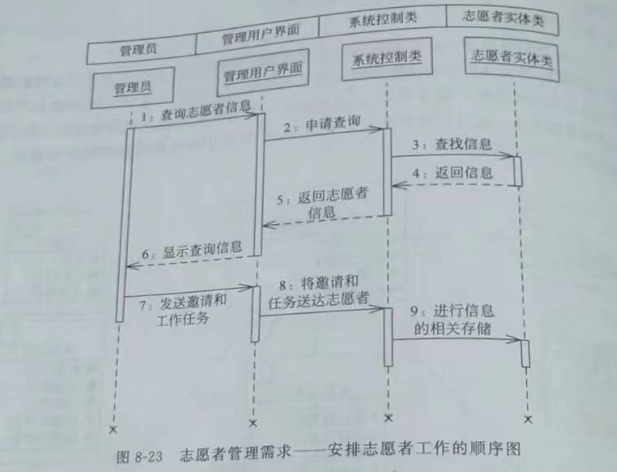 管理员 管理用户界面 系统控制类 志愿者实体类
管理员 管理用户界面 系统控制类 志愿者实体类
1：查询志愿者信息
2：申请查询
3：查找信息
4：返回信息
5：返回志愿者
信息
6：显示查询信息
7：发送邀请和
工作任务
8：将邀请和
任务送达志愿者
9：进行信息
的相关存储
图 8-23 志愿者管理需求——安排志愿者工作的顺序图